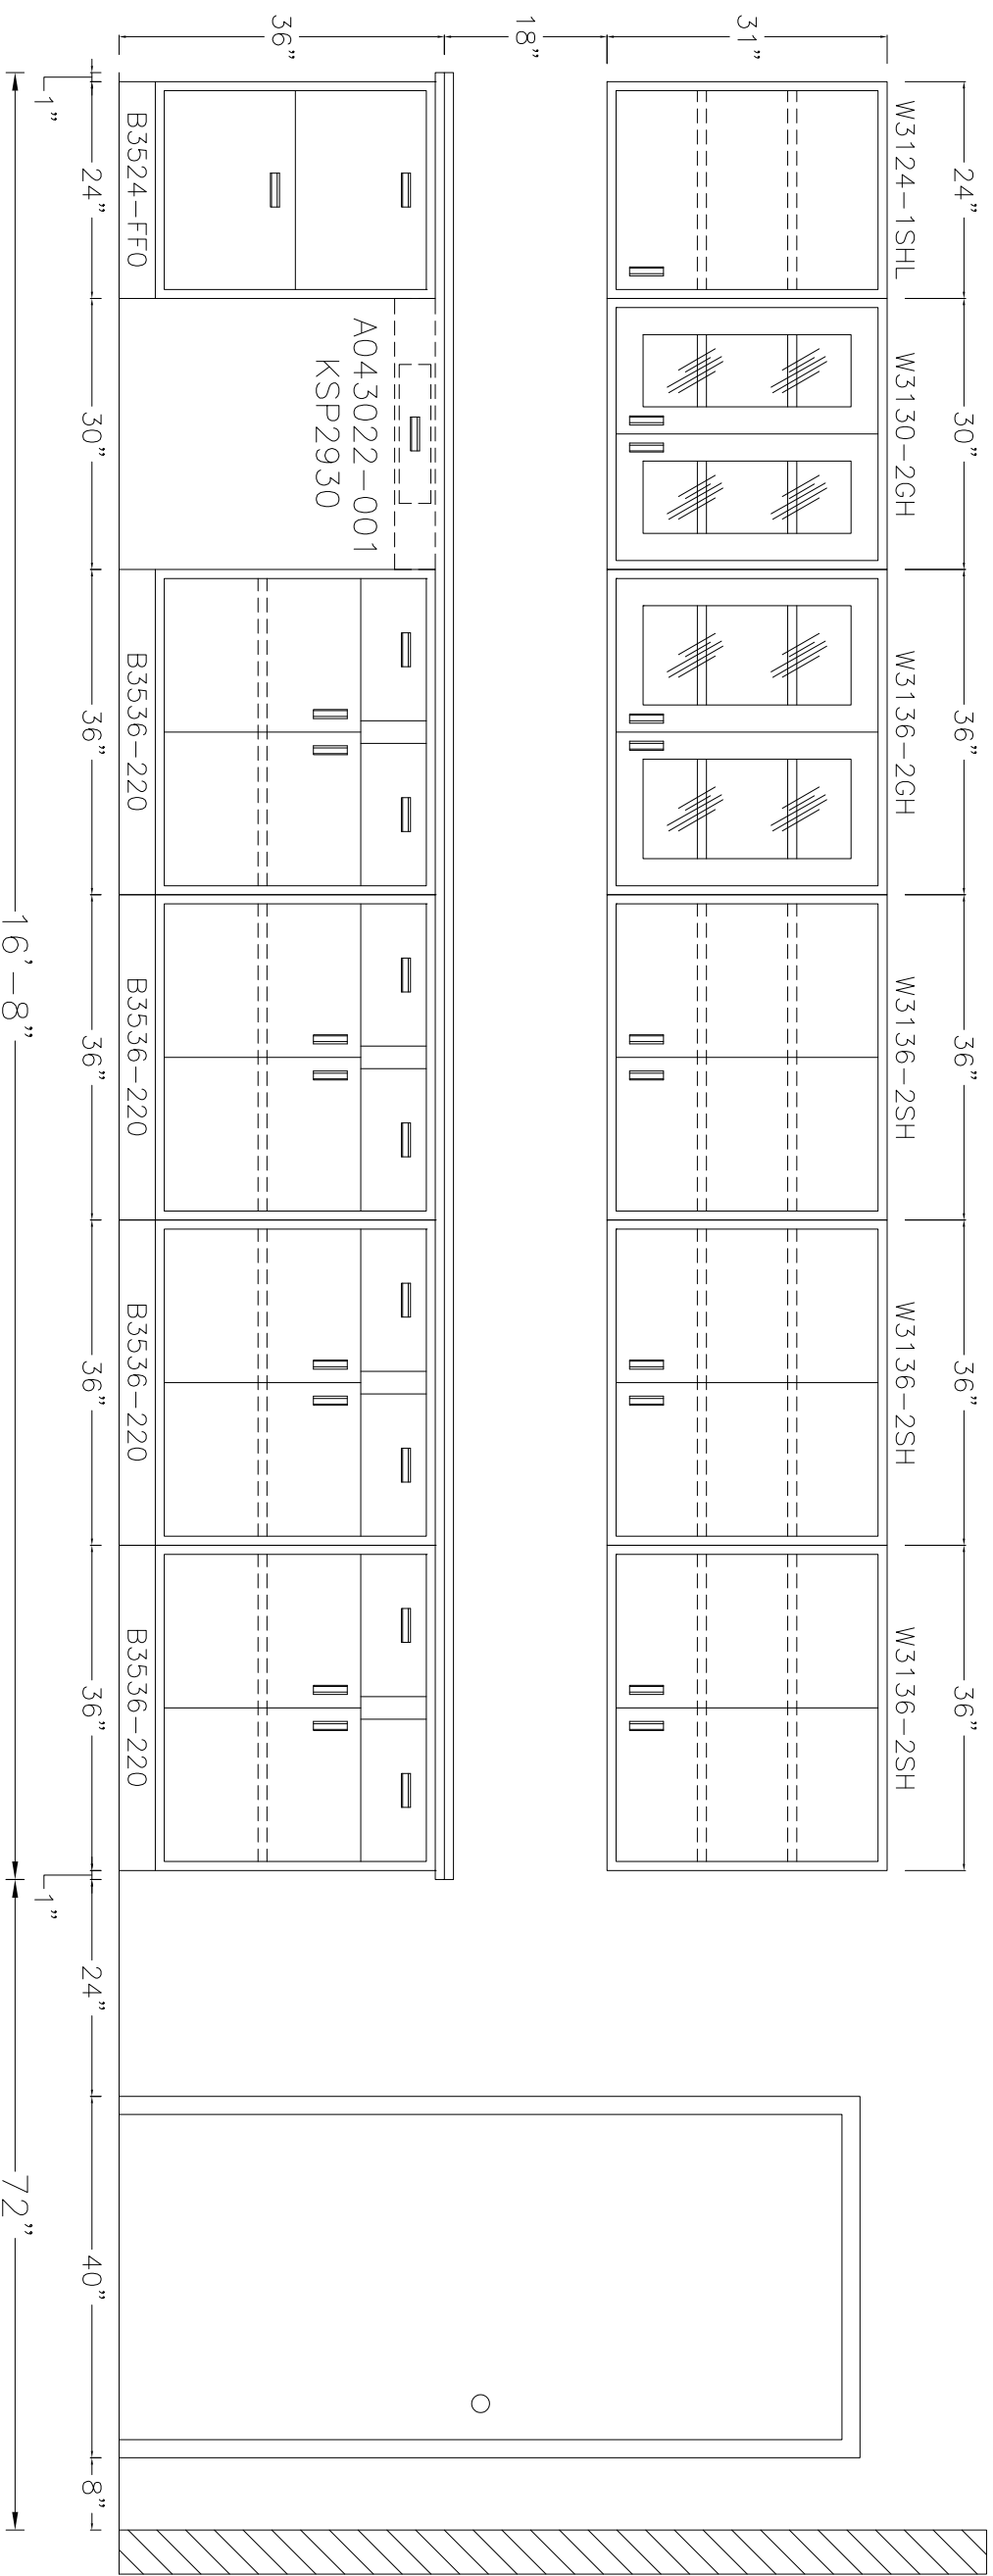 24" 30" 36" 36" 36" 36"
W3124-1SHL W3130-2GH W3136-2GH W3136-2SH W3136-2SH W3136-2SH
31"
18"
36"
A043022-001
KSP2930
B3524-FF0 B3536-220 B3536-220 B3536-220 B3536-220
24" 30" 36" 36" 36" 36" 24" 40" 8"
1" 1"
16'-8" 72"